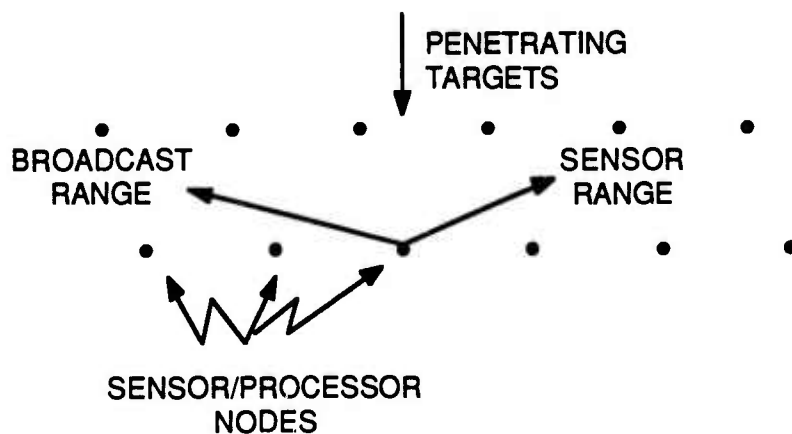 PENETRATING
TARGETS
BROADCAST
RANGE
SENSOR
RANGE
SENSOR/PROCESSOR
NODES